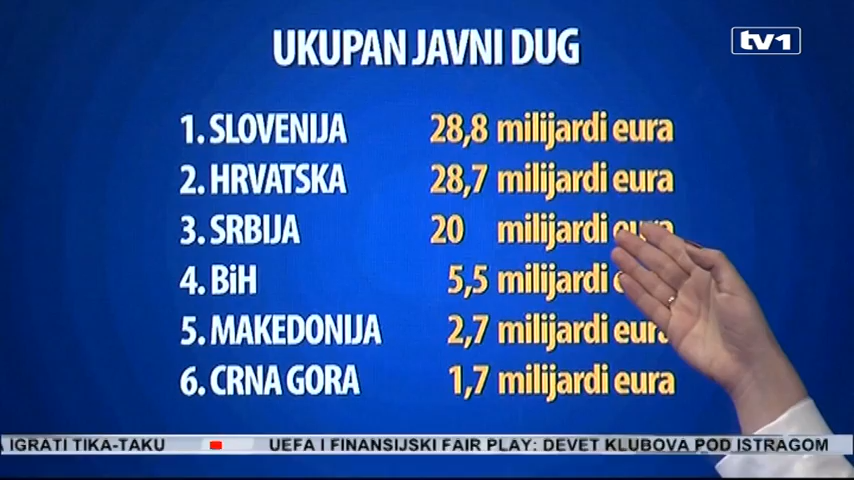 UKUPAN JAVNI DUG
tv1
1. SLOVENIJA 28,8 milijardi eura
2. HRVATSKA 28,7 milijardi eura
3. SRBIJA 20 milijardi eura
4. BiH 5,5 milijardi
5. MAKEDONIJA 2,7 milijardi eura
6. CRNA GORA 1,7 milijardi eura
IGRATI TIKA-TAKU UEFA I FINANSIJSKI FAIR PLAY: DEVET KLUBOVA POD ISTRAGOM